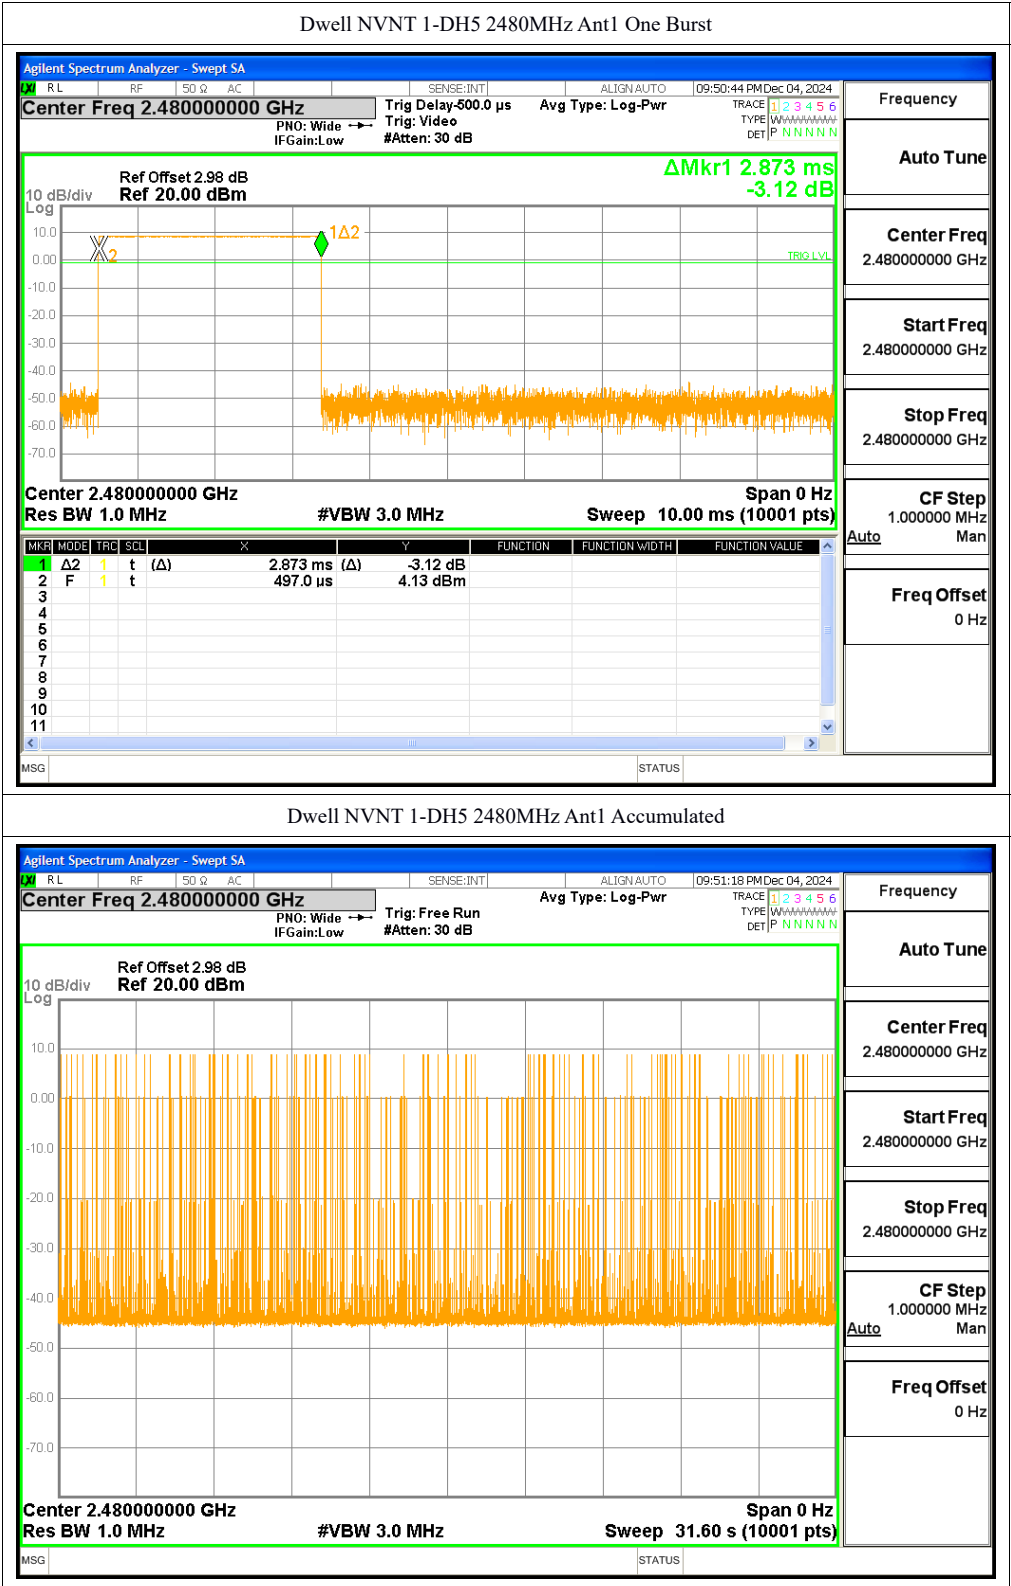 Dwell NVNT 1-DH5 2480MHz Ant1 One Burst
Agilent Spectrum Analyzer - Swept SA
LXI RL RF 50 Ω AC SENSE:INT ALIGN AUTO 09:50:44 PM Dec 04, 2024
Center Freq 2.480000000 GHz
Trig Delay-500.0 µs Avg Type: Log-Pwr TRACE 1 2 3 4 5 6
PNO: Wide Trig: Video TYPE W
IFGain:Low #Atten: 30 dB DET P N N N N N
ΔMkr1 2.873 ms
-3.12 dB
Ref Offset 2.98 dB
10 dB/div Ref 20.00 dBm
Log
10.0
0.00
-10.0
-20.0
-30.0
-40.0
-50.0
-60.0
-70.0
1Δ2
2
TRIG LVL
Center 2.480000000 GHz Span 0 Hz
Res BW 1.0 MHz #VBW 3.0 MHz Sweep 10.00 ms (10001 pts)
MKR MODE TRC SCL X Y FUNCTION FUNCTION WIDTH FUNCTION VALUE
1 Δ2 1 t (Δ) 2.873 ms (Δ) -3.12 dB
2 F 1 t 497.0 µs 4.13 dBm
3
4
5
6
7
8
9
10
11
MSG STATUS
Frequency
Auto Tune
Center Freq
2.480000000 GHz
Start Freq
2.480000000 GHz
Stop Freq
2.480000000 GHz
CF Step
1.000000 MHz
Auto Man
Freq Offset
0 Hz
Dwell NVNT 1-DH5 2480MHz Ant1 Accumulated
Agilent Spectrum Analyzer - Swept SA
LXI RL RF 50 Ω AC SENSE:INT ALIGN AUTO 09:51:18 PM Dec 04, 2024
Center Freq 2.480000000 GHz
Avg Type: Log-Pwr TRACE 1 2 3 4 5 6
PNO: Wide Trig: Free Run TYPE W
IFGain:Low #Atten: 30 dB DET P N N N N N
Ref Offset 2.98 dB
10 dB/div Ref 20.00 dBm
Log
10.0
0.00
-10.0
-20.0
-30.0
-40.0
-50.0
-60.0
-70.0
Center 2.480000000 GHz Span 0 Hz
Res BW 1.0 MHz #VBW 3.0 MHz Sweep 31.60 s (10001 pts)
MSG STATUS
Frequency
Auto Tune
Center Freq
2.480000000 GHz
Start Freq
2.480000000 GHz
Stop Freq
2.480000000 GHz
CF Step
1.000000 MHz
Auto Man
Freq Offset
0 Hz